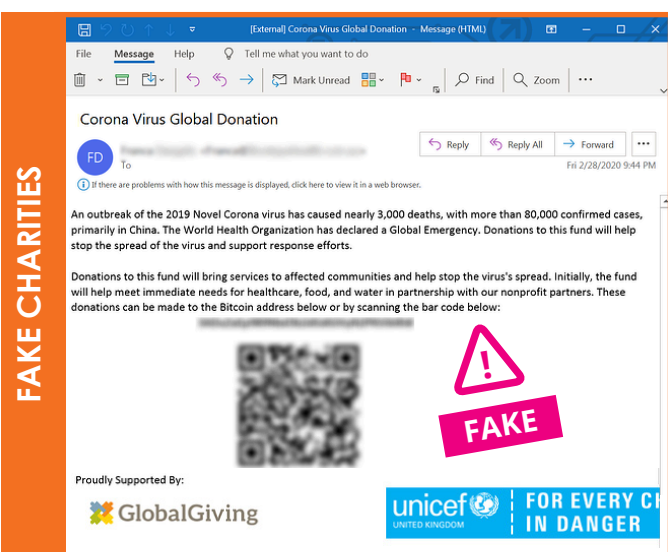 FAKE CHARITIES
[External] Corona Virus Global Donation - Message (HTML)
File Message Help Tell me what you want to do
Mark Unread Find Zoom
Corona Virus Global Donation
Reply Reply All Forward
FD
To
Fri 2/28/2020 9:44 PM
If there are problems with how this message is displayed, click here to view it in a web browser.
An outbreak of the 2019 Novel Corona virus has caused nearly 3,000 deaths, with more than 80,000 confirmed cases,
primarily in China. The World Health Organization has declared a Global Emergency. Donations to this fund will help
stop the spread of the virus and support response efforts.
Donations to this fund will bring services to affected communities and help stop the virus's spread. Initially, the fund
will help meet immediate needs for healthcare, food, and water in partnership with our nonprofit partners. These
donations can be made to the Bitcoin address below or by scanning the bar code below:
!
FAKE
Proudly Supported By:
GlobalGiving
unicef
UNITED KINGDOM
FOR EVERY C
IN DANGER